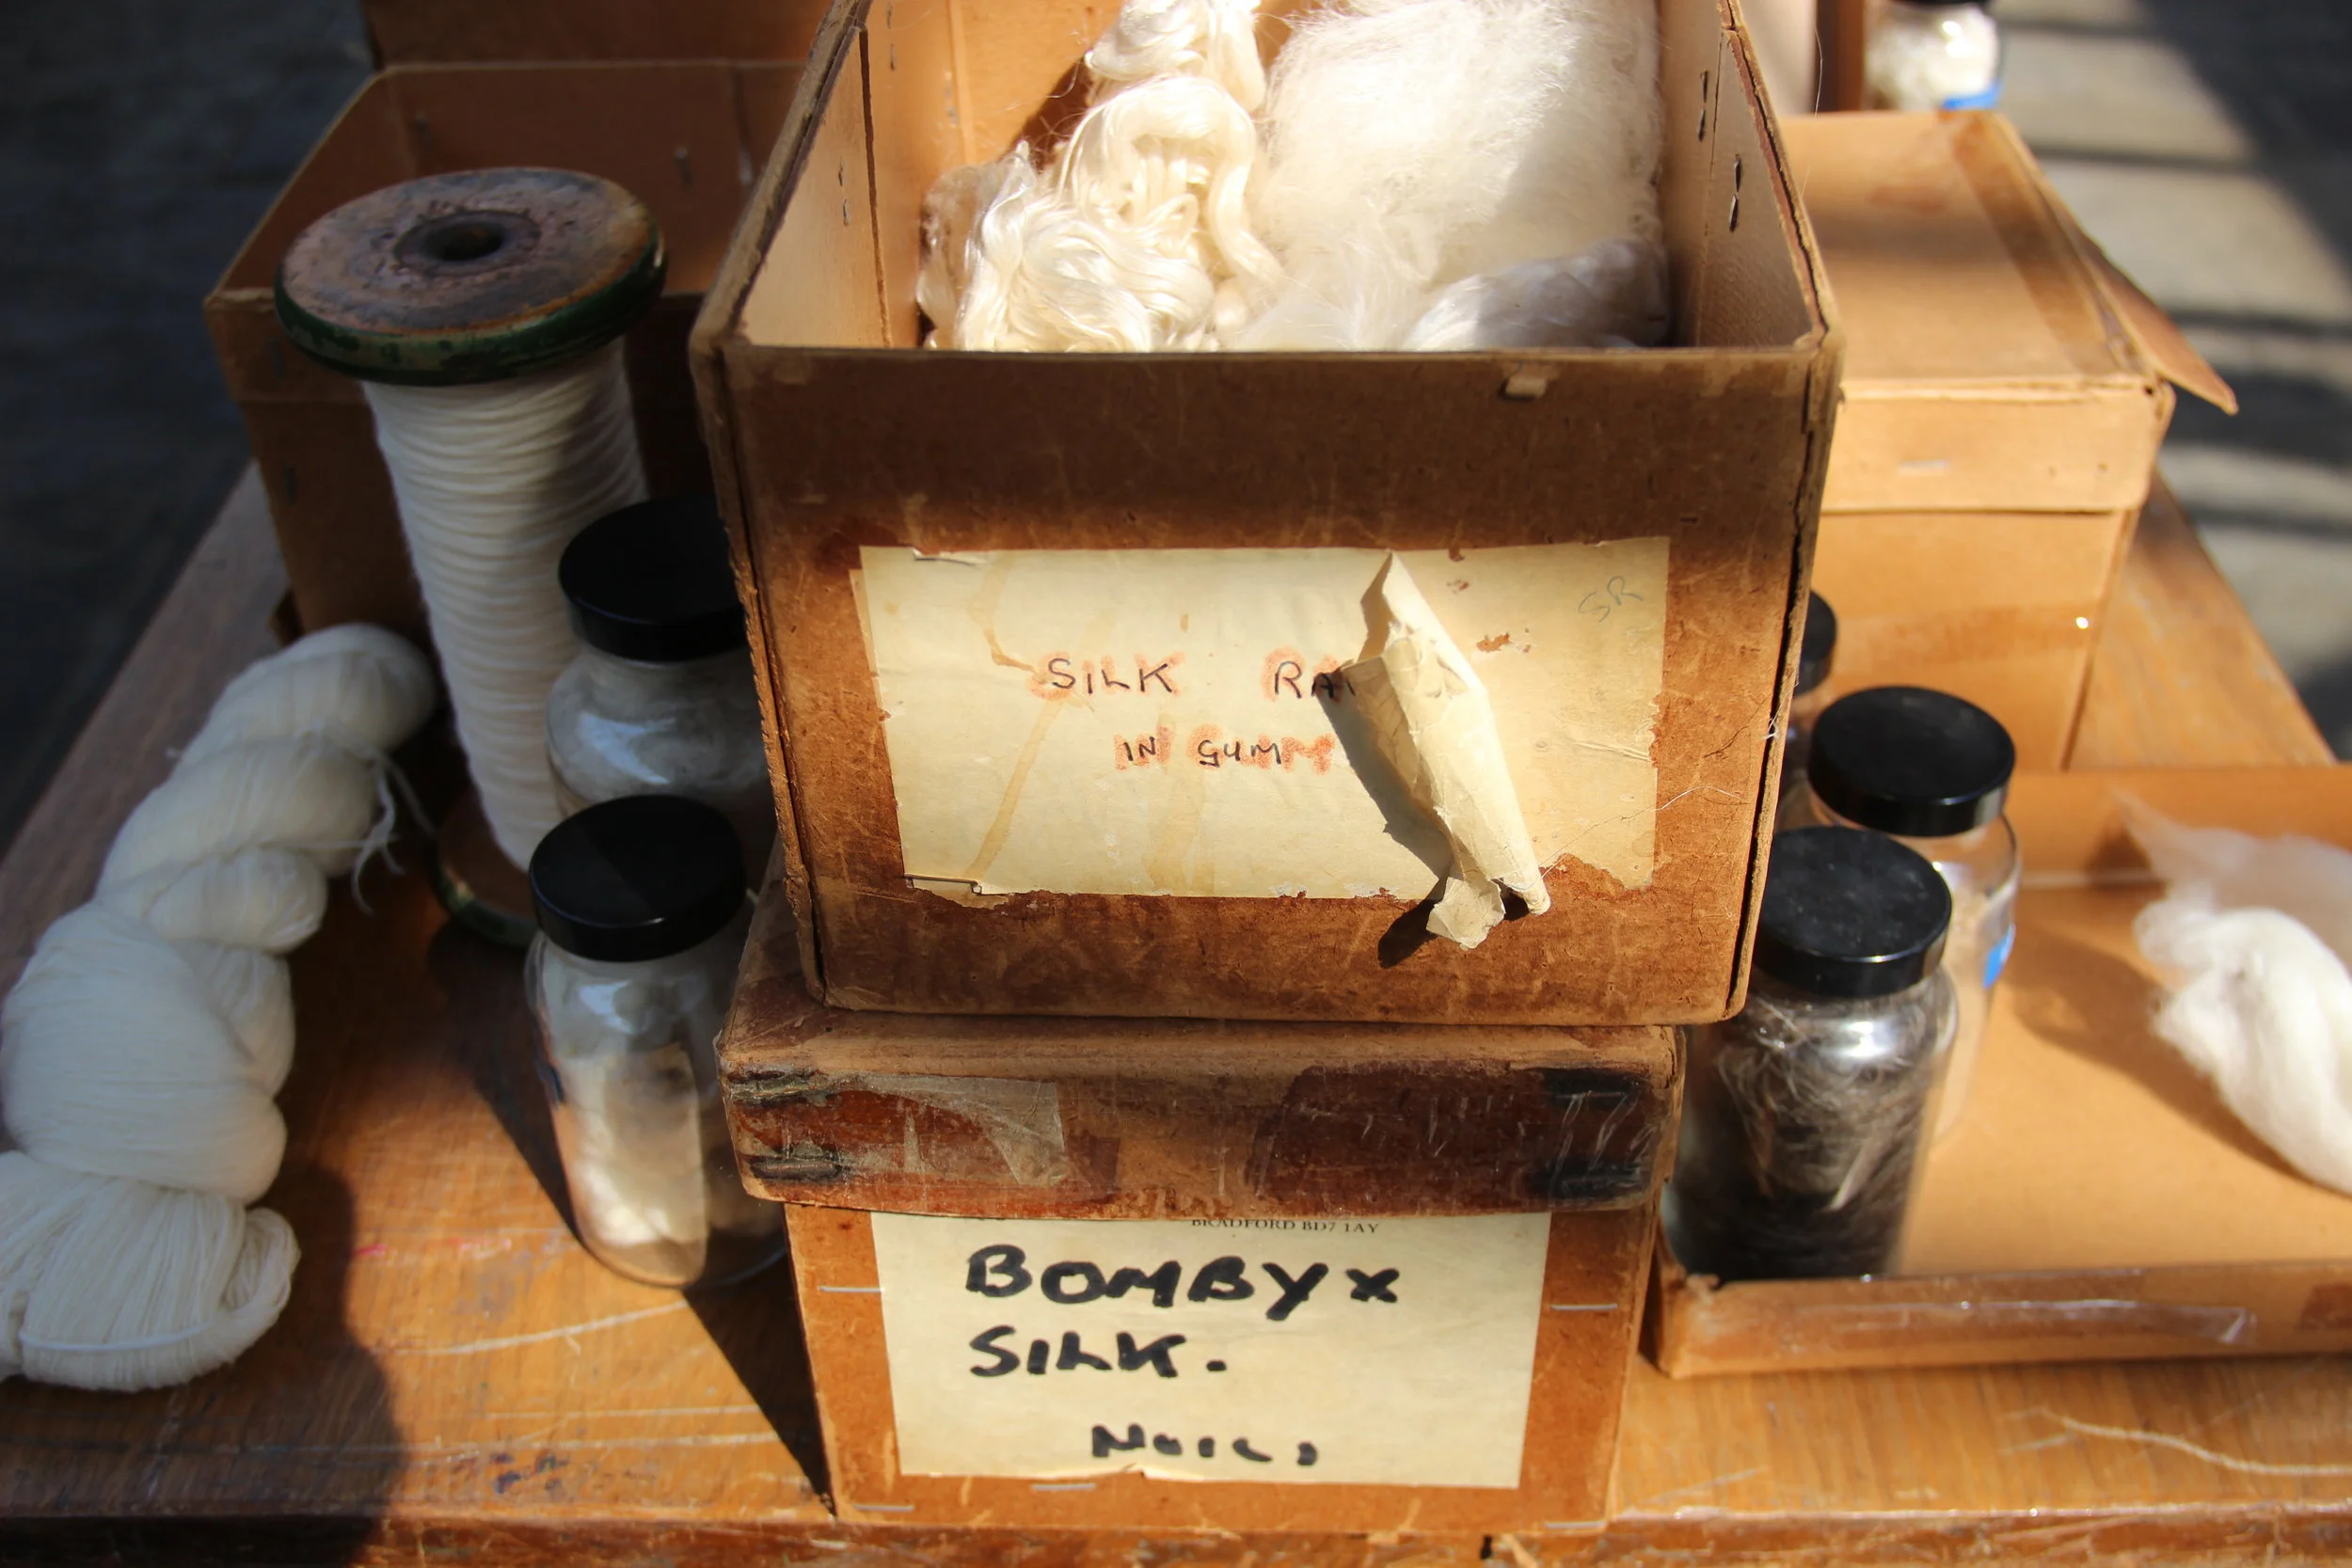 SR
SILK
IN GUM
BRADFORD BD7 1AY
BOMBYX
SILK.
NOILS